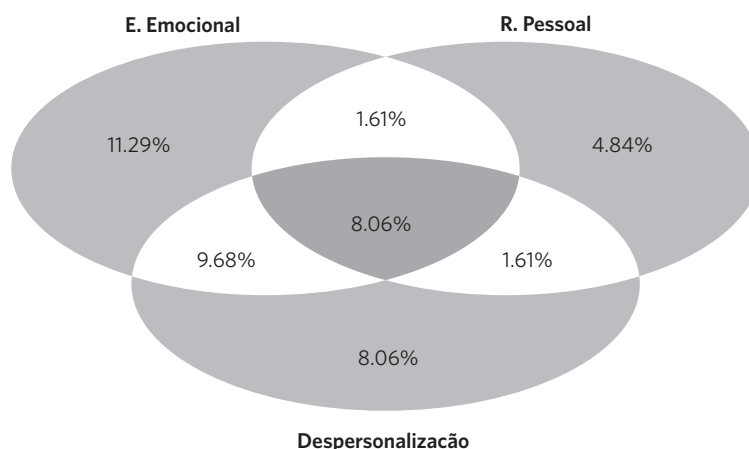 E. Emocional
R. Pessoal
1.61%
11.29%
4.84%
8.06%
9.68%
1.61%
8.06%
Despersonalização